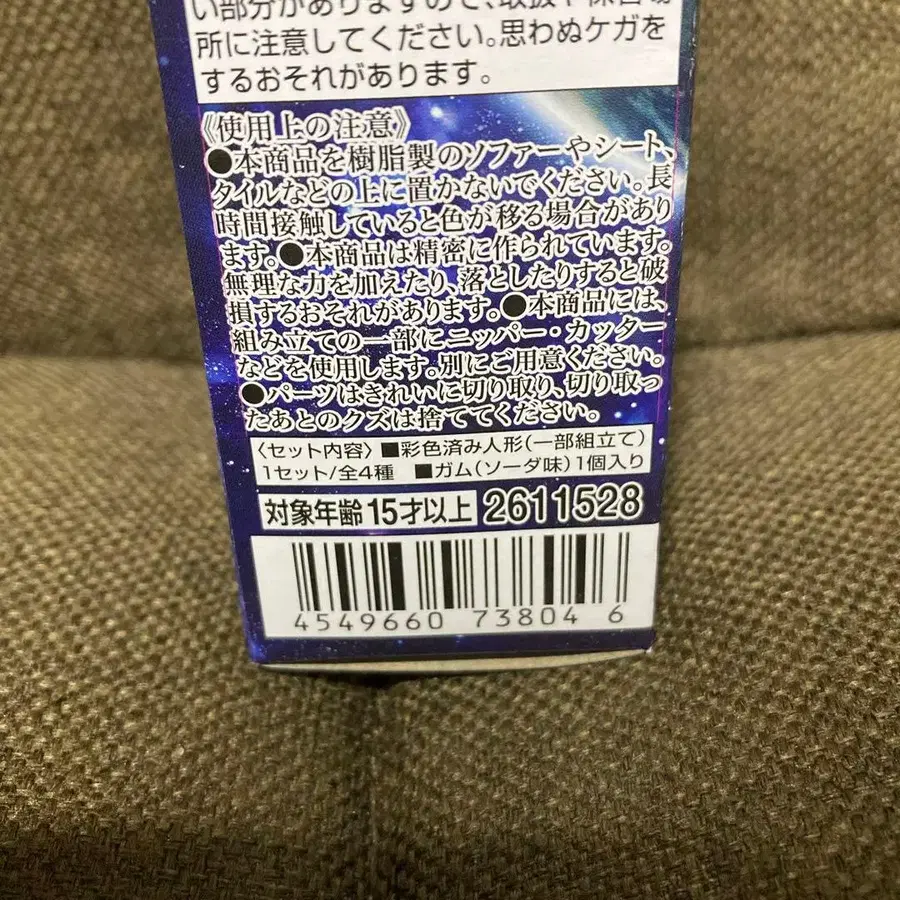 い部分がありますので、取扱や保管場
所に注意してください。思わぬケガを
するおそれがあります。
《使用上の注意》
●本商品を樹脂製のソファーやシート、
タイルなどの上に置かないでください。長
時間接触していると色が移る場合があり
ます。●本商品は精密に作られています。
無理な力を加えたり、落としたりすると破
損するおそれがあります。●本商品には、
組み立ての一部にニッパー・カッター
などを使用します。別にご用意ください。
●パーツはきれいに切り取り、切り取っ
たあとのクズは捨ててください。
〈セット内容〉■彩色済み人形(一部組立て)
1セット/全4種 ■ガム(ソーダ味)1個入り
対象年齢 15才以上 2611528
4549660 73804 6